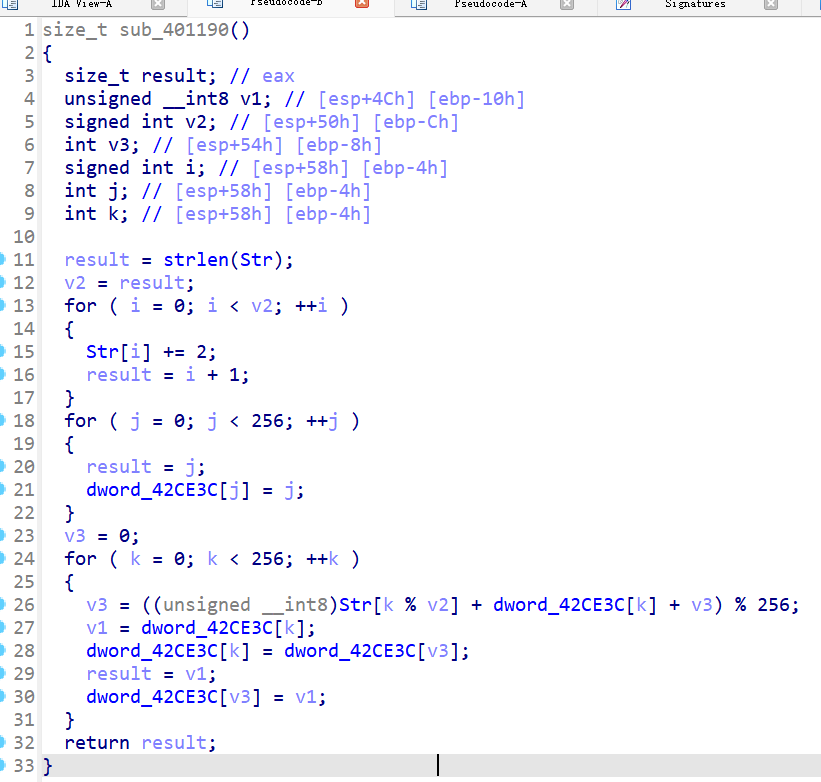 IDA View-A Pseudocode-B Pseudocode-A Signatures
1 size_t sub_401190()
2 {
3 size_t result; // eax
4 unsigned __int8 v1; // [esp+4Ch] [ebp-10h]
5 signed int v2; // [esp+50h] [ebp-Ch]
6 int v3; // [esp+54h] [ebp-8h]
7 signed int i; // [esp+58h] [ebp-4h]
8 int j; // [esp+58h] [ebp-4h]
9 int k; // [esp+58h] [ebp-4h]
10
11 result = strlen(Str);
12 v2 = result;
13 for ( i = 0; i < v2; ++i )
14 {
15 Str[i] += 2;
16 result = i + 1;
17 }
18 for ( j = 0; j < 256; ++j )
19 {
20 result = j;
21 dword_42CE3C[j] = j;
22 }
23 v3 = 0;
24 for ( k = 0; k < 256; ++k )
25 {
26 v3 = ((unsigned __int8)Str[k % v2] + dword_42CE3C[k] + v3) % 256;
27 v1 = dword_42CE3C[k];
28 dword_42CE3C[k] = dword_42CE3C[v3];
29 result = v1;
30 dword_42CE3C[v3] = v1;
31 }
32 return result;
33 }